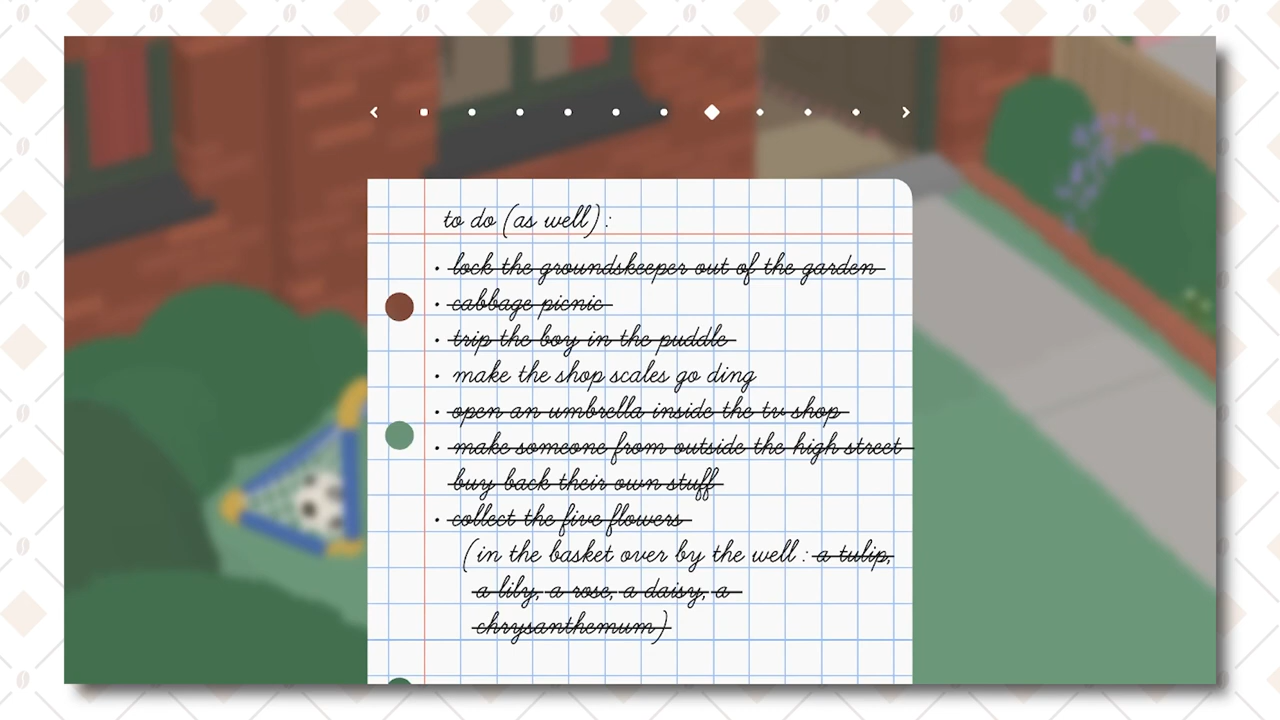 to do (as well):
• lock the groundskeeper out of the garden
• cabbage picnic
• trip the boy in the puddle
• make the shop scales go ding
• open an umbrella inside the tv shop
• make someone from outside the high street
buy back their own stuff
• collect the five flowers
(in the basket over by the well: a tulip,
a lily, a rose, a daisy, a
chrysanthemum)